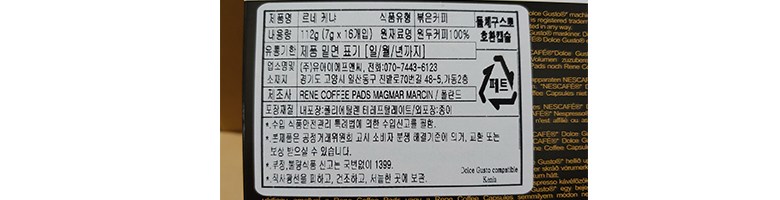 제품명 르네 케냐 식품유형 볶은커피
내용량 112g (7g x 16개입) 원재료명 원두커피100%
돌체구스토
호환캡슐
유통기한 제품 밑면 표기 [일/월/년까지]
업소명및 (주)유아이에프앤씨, 전화:070-7443-6123
소재지 경기도 고양시 일산동구 진밭로70번길 48-5,가동2층
페트
제조사 RENE COFFEE PADS MAGMAR MARCIN / 폴란드
포장재질 내포장:폴리에틸렌 테레프탈레이트/외포장:종이
• 수입 식품안전관리 특례법에 의한 수입신고를 필함.
• 본제품은 공정거래위원회 고시 소비자 분쟁 해결기준에 의거, 교환 또는
보상 받으실 수 있습니다.
• 부정,불량식품 신고는 국번없이 1399.
• 직사광선을 피하고, 건조하고, 서늘한 곳에 보관.
Dolce Gusto compatible
Kenia